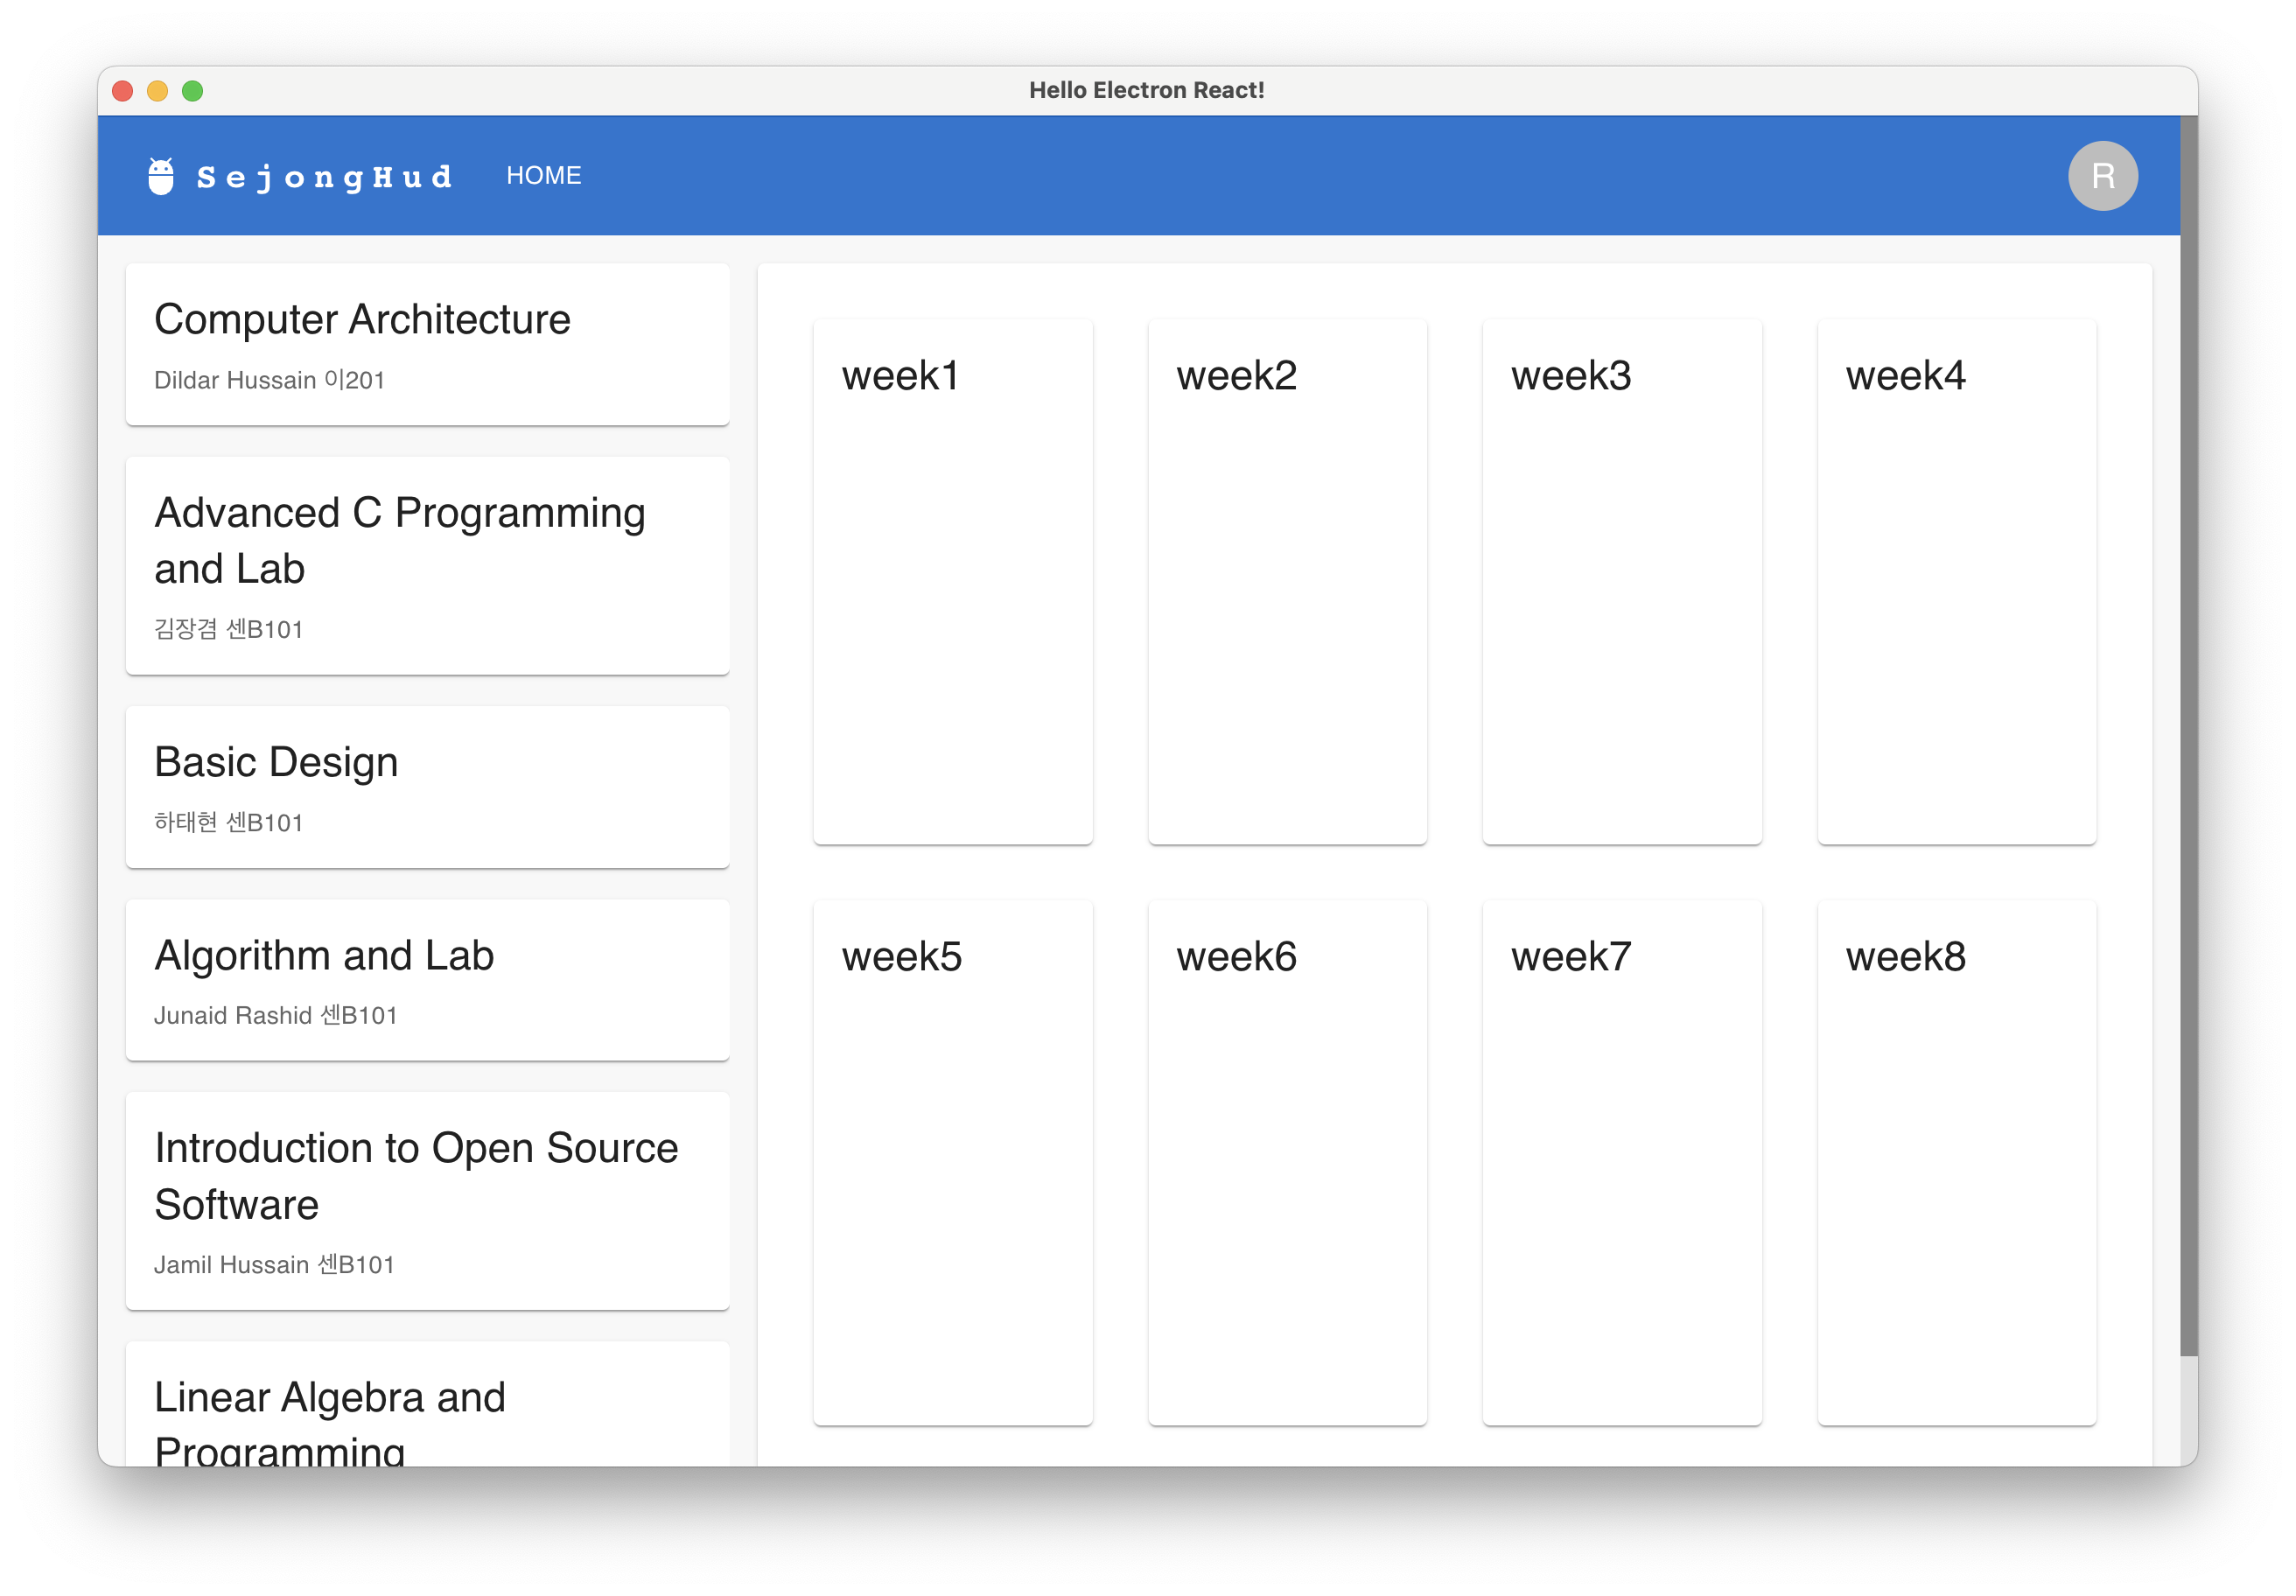 Hello Electron React!
SejongHud HOME R
Computer Architecture
Dildar Hussain 이201
Advanced C Programming
and Lab
김장겸 센B101
Basic Design
하태현 센B101
Algorithm and Lab
Junaid Rashid 센B101
Introduction to Open Source
Software
Jamil Hussain 센B101
Linear Algebra and
Programming
week1 week2 week3 week4
week5 week6 week7 week8